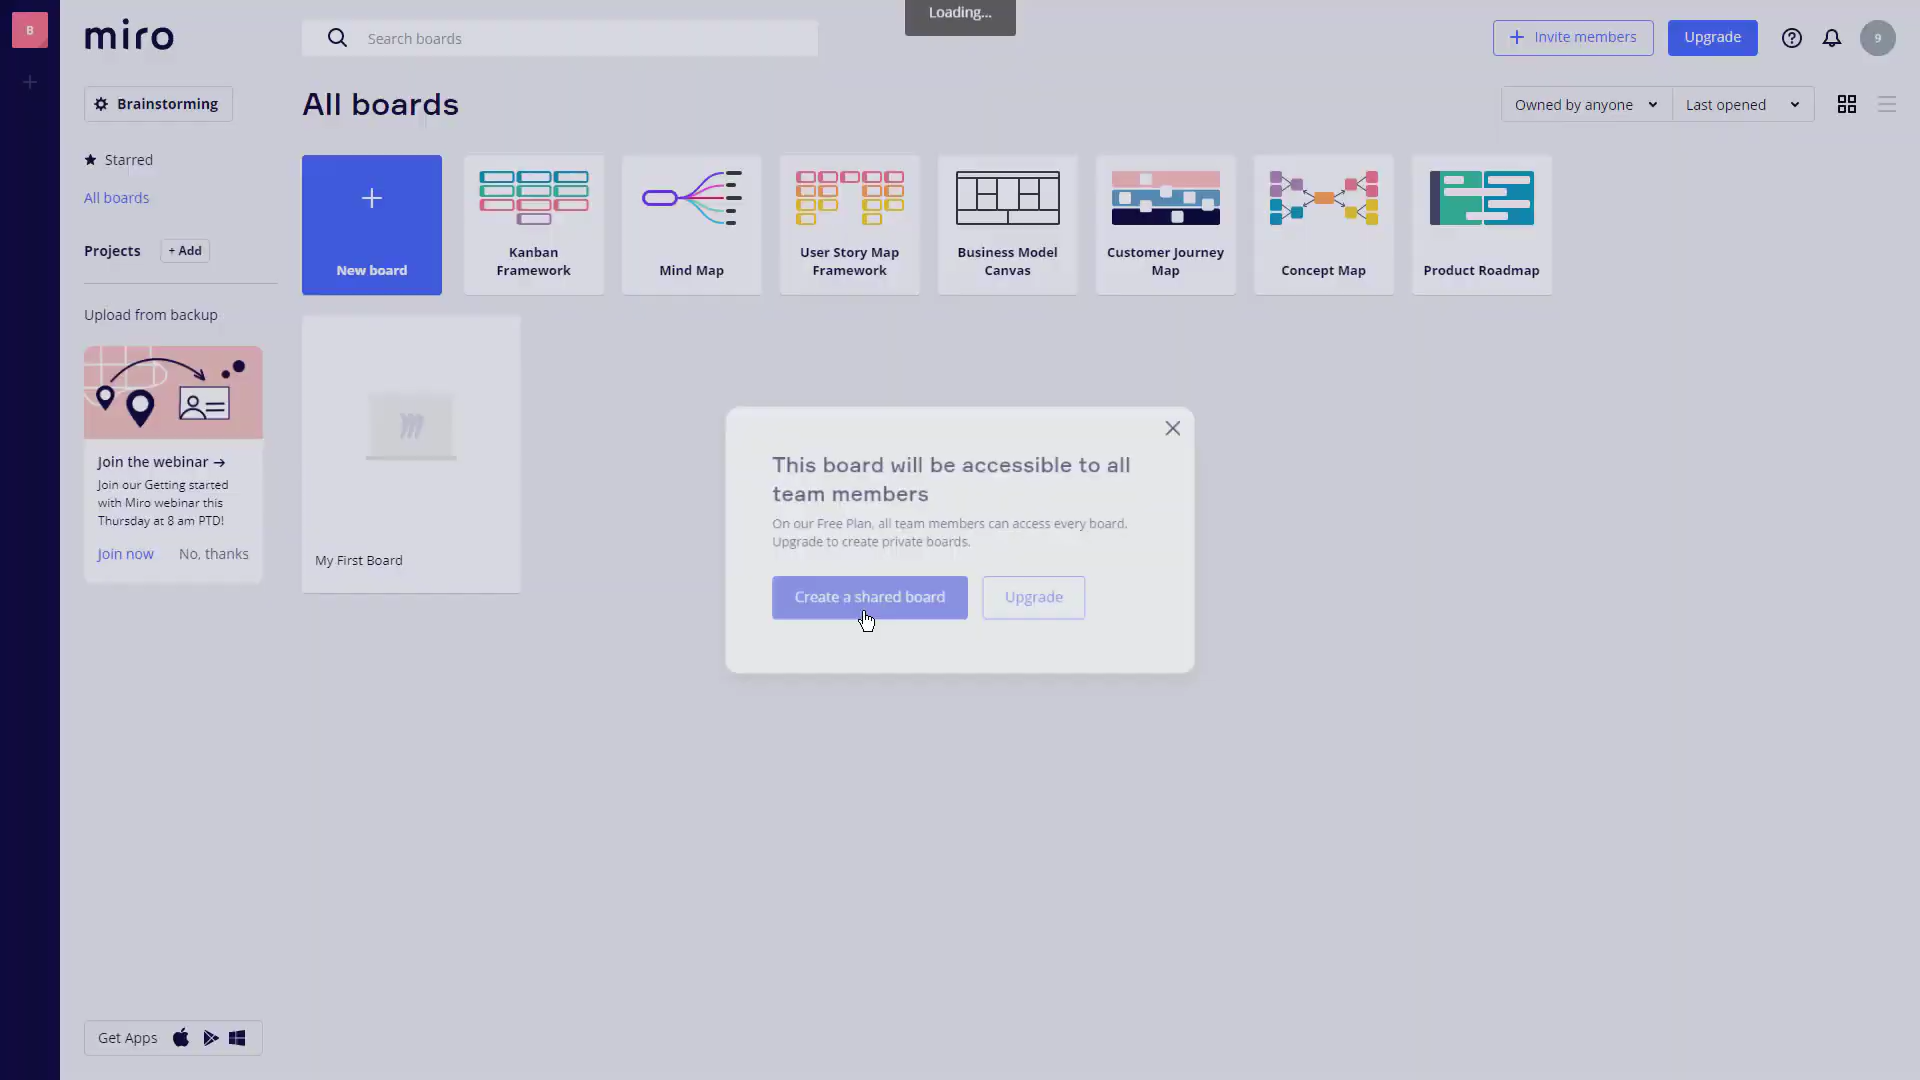 Loading...
B
miro
Search boards
Invite members
Upgrade
9
Brainstorming
All boards
Owned by anyone
Last opened
Starred
All boards
Projects
+ Add
Upload from backup
Join the webinar →
Join our Getting started
with Miro webinar this
Thursday at 8 am PTD!
Join now
No, thanks
New board
Kanban
Framework
Mind Map
User Story Map
Framework
Business Model
Canvas
Customer Journey
Map
Concept Map
Product Roadmap
m
My First Board
This board will be accessible to all
team members
On our Free Plan, all team members can access every board.
Upgrade to create private boards.
Create a shared board
Upgrade
Get Apps